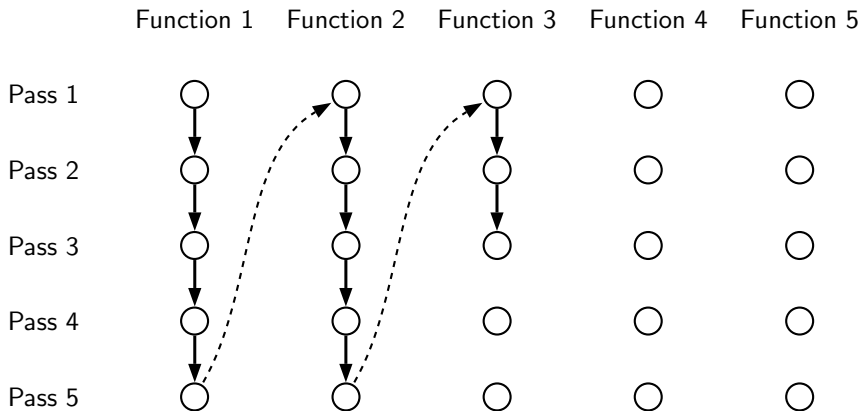 Function 1 Function 2 Function 3 Function 4 Function 5
Pass 1
Pass 2
Pass 3
Pass 4
Pass 5